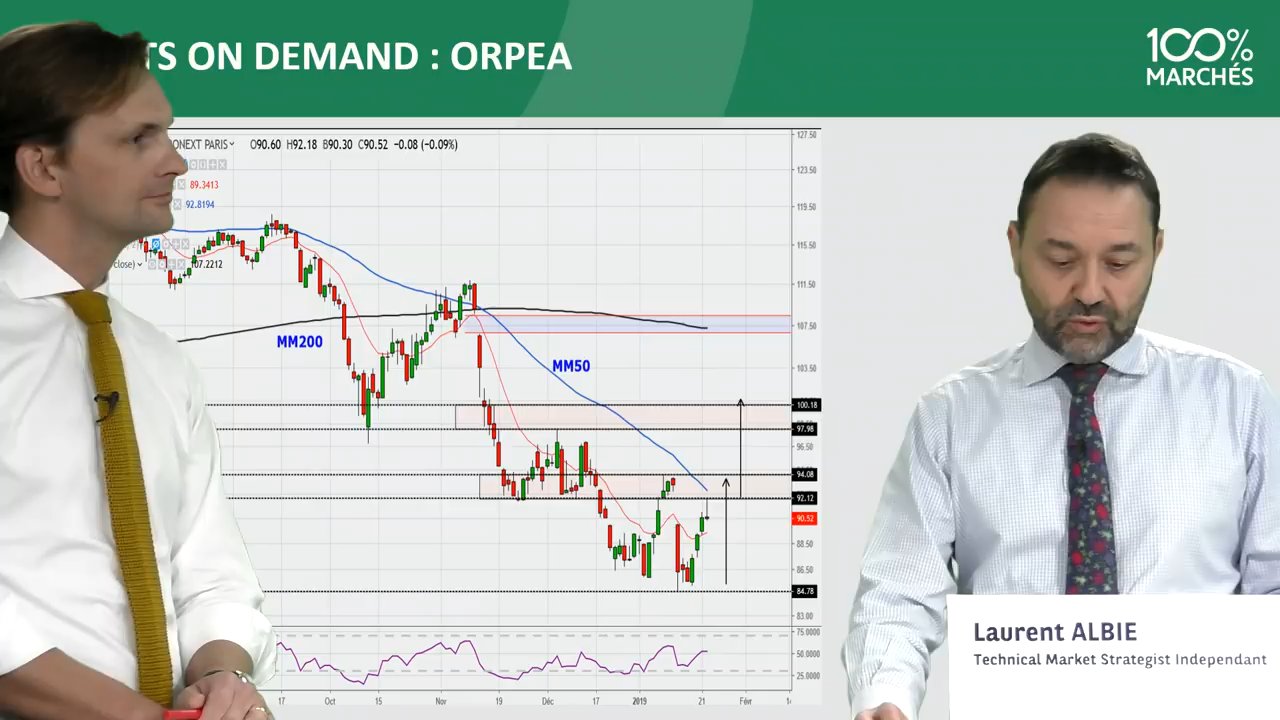 TS ON DEMAND : ORPEA
100%
MARCHÉS
ONEXT PARIS O90.60 H92.18 B90.30 C90.52 −0.08 (−0.09%)
89.3413
92.8194
close) 107.2212
MM200
MM50
127.50
123.50
119.50
115.50
111.50
107.50
103.50
100.18
97.98
96.50
94.08
92.12
90.52
88.50
86.50
84.78
83.00
75.0000
50.0000
25.0000
17 Oct 15 Nov 19 Déc 17 2019 21 Févr
Laurent ALBIE
Technical Market Strategist Independant